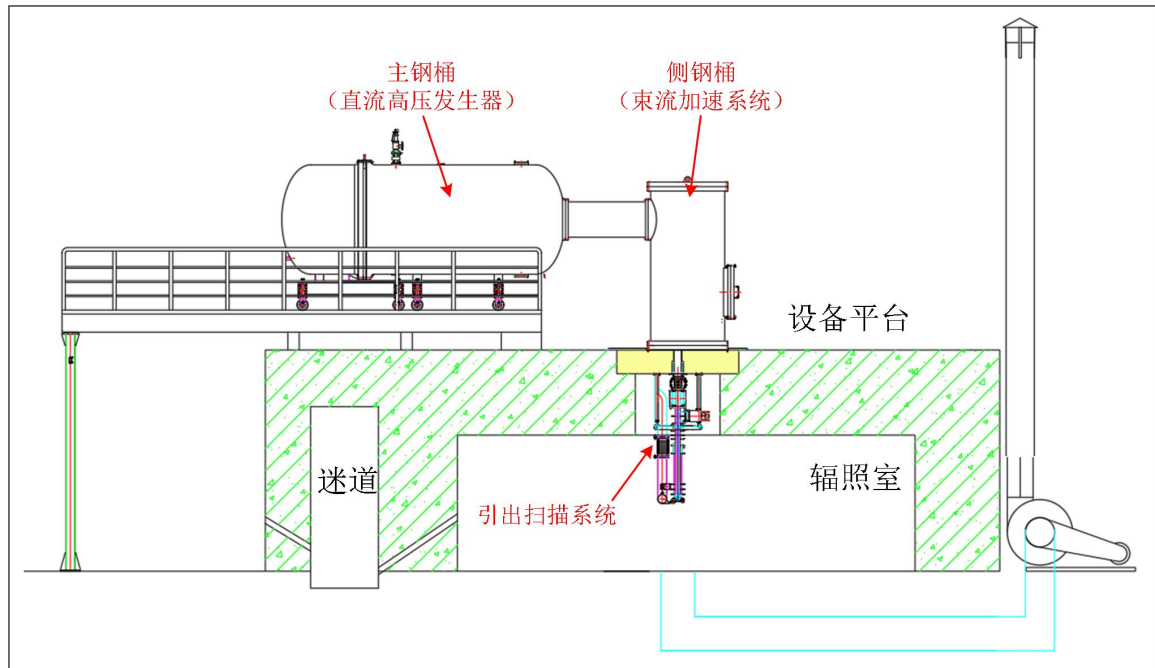 主钢桶
（直流高压发生器）
侧钢桶
（束流加速系统）
设备平台
迷道
辐照室
引出扫描系统